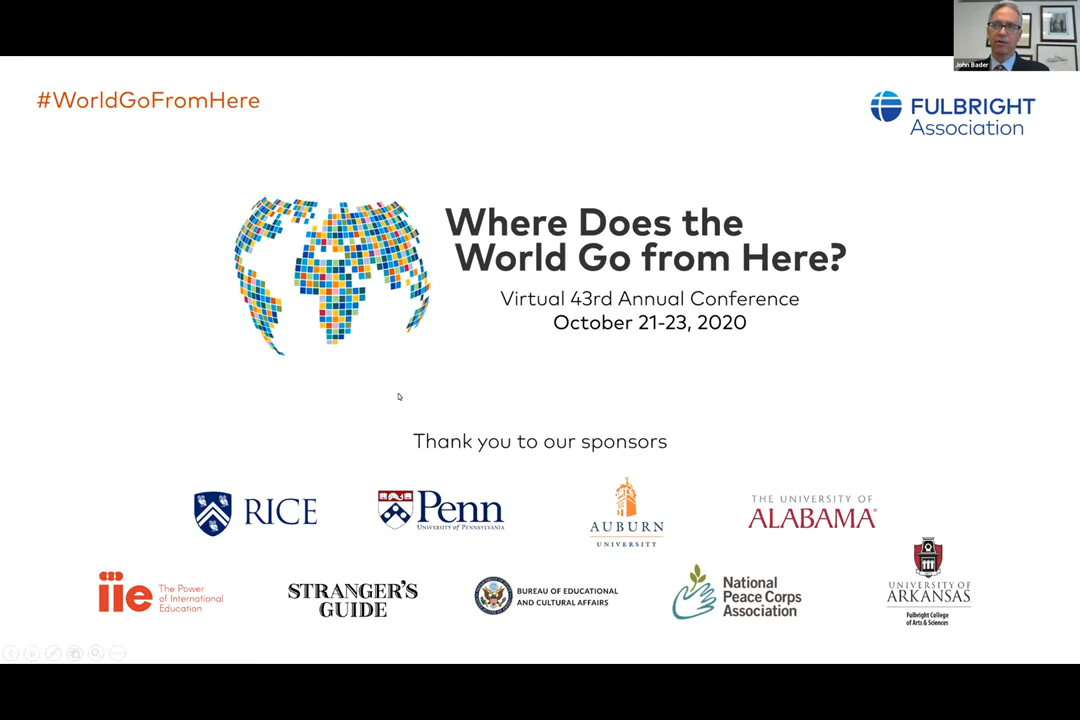 John Bader
#WorldGoFromHere
FULBRIGHT
Association
Where Does the
World Go from Here?
Virtual 43rd Annual Conference
October 21-23, 2020
Thank you to our sponsors
RICE
Penn
UNIVERSITY of PENNSYLVANIA
AUBURN
UNIVERSITY
THE UNIVERSITY OF
ALABAMA®
iie
The Power
of International
Education
STRANGER'S
GUIDE
BUREAU OF EDUCATIONAL
AND CULTURAL AFFAIRS
National
Peace Corps
Association
UNIVERSITY OF
ARKANSAS
Fulbright College
of Arts & Sciences